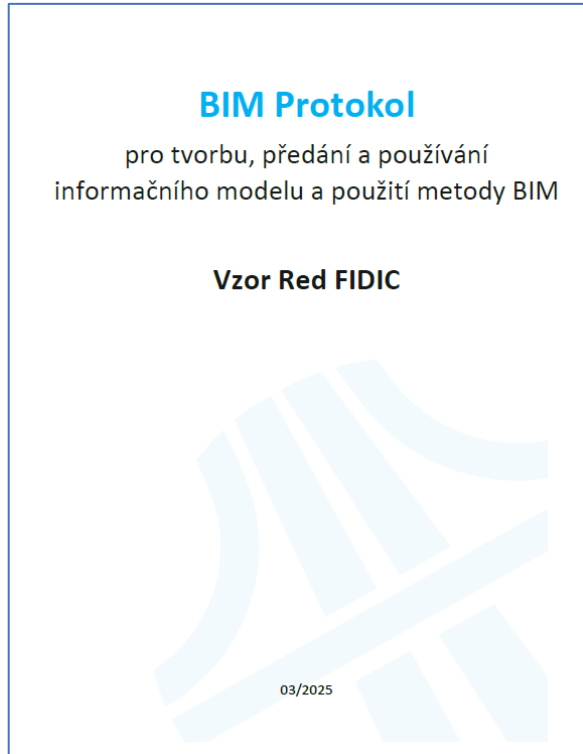 BIM Protokol
pro tvorbu, předání a používání
informačního modelu a použití metody BIM
Vzor Red FIDIC
03/2025